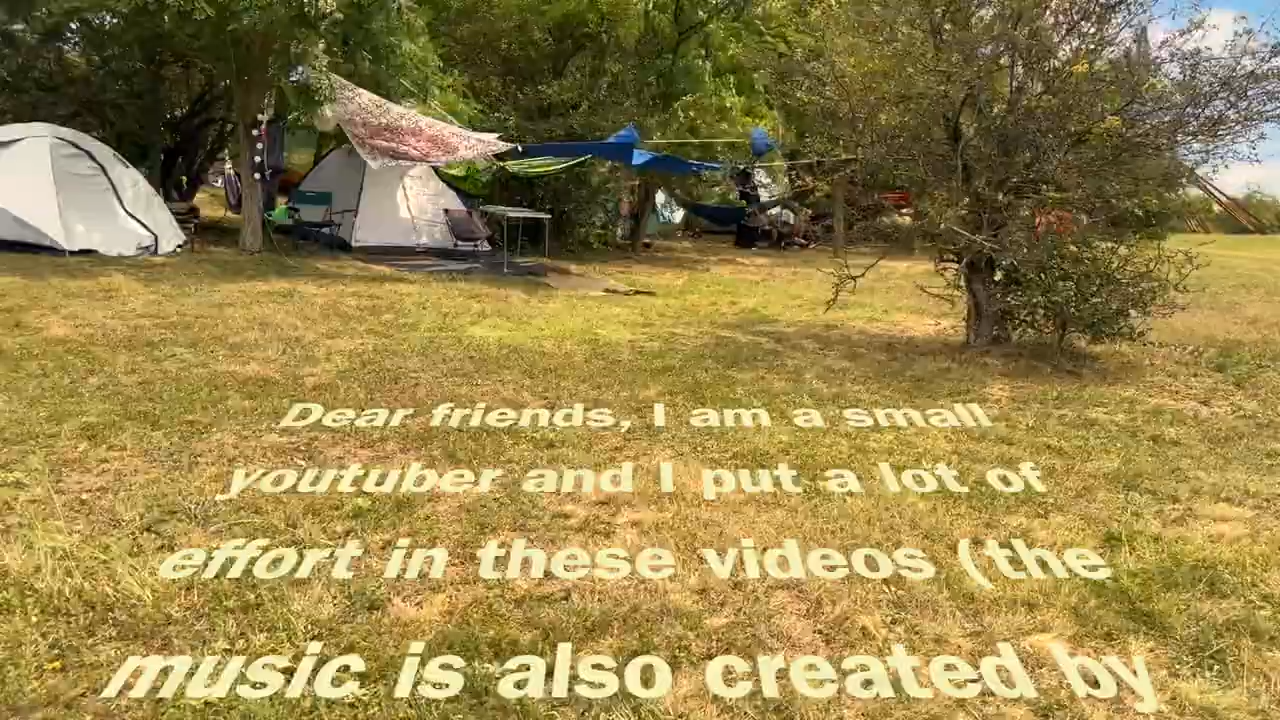 Dear friends, I am a small
youtuber and I put a lot of
effort in these videos (the
music is also created by